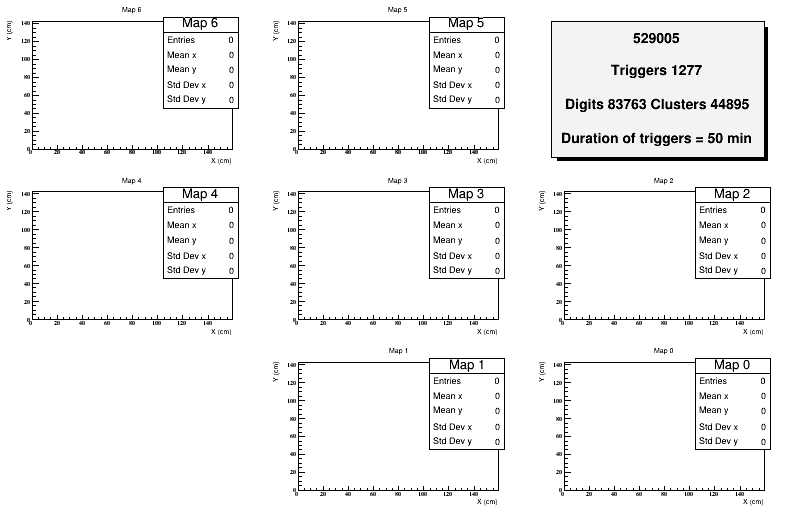 Map 6
Y (cm)
140
120
100
80
60
40
20
0
0 20 40 60 80 100 120 140
X (cm)
Map 6
Entries 0
Mean x 0
Mean y 0
Std Dev x 0
Std Dev y 0
Map 5
Y (cm)
140
120
100
80
60
40
20
0
0 20 40 60 80 100 120 140
X (cm)
Map 5
Entries 0
Mean x 0
Mean y 0
Std Dev x 0
Std Dev y 0
529005
Triggers 1277
Digits 83763 Clusters 44895
Duration of triggers = 50 min
Map 4
Y (cm)
140
120
100
80
60
40
20
0
0 20 40 60 80 100 120 140
X (cm)
Map 4
Entries 0
Mean x 0
Mean y 0
Std Dev x 0
Std Dev y 0
Map 3
Y (cm)
140
120
100
80
60
40
20
0
0 20 40 60 80 100 120 140
X (cm)
Map 3
Entries 0
Mean x 0
Mean y 0
Std Dev x 0
Std Dev y 0
Map 2
Y (cm)
140
120
100
80
60
40
20
0
0 20 40 60 80 100 120 140
X (cm)
Map 2
Entries 0
Mean x 0
Mean y 0
Std Dev x 0
Std Dev y 0
Map 1
Y (cm)
140
120
100
80
60
40
20
0
0 20 40 60 80 100 120 140
X (cm)
Map 1
Entries 0
Mean x 0
Mean y 0
Std Dev x 0
Std Dev y 0
Map 0
Y (cm)
140
120
100
80
60
40
20
0
0 20 40 60 80 100 120 140
X (cm)
Map 0
Entries 0
Mean x 0
Mean y 0
Std Dev x 0
Std Dev y 0